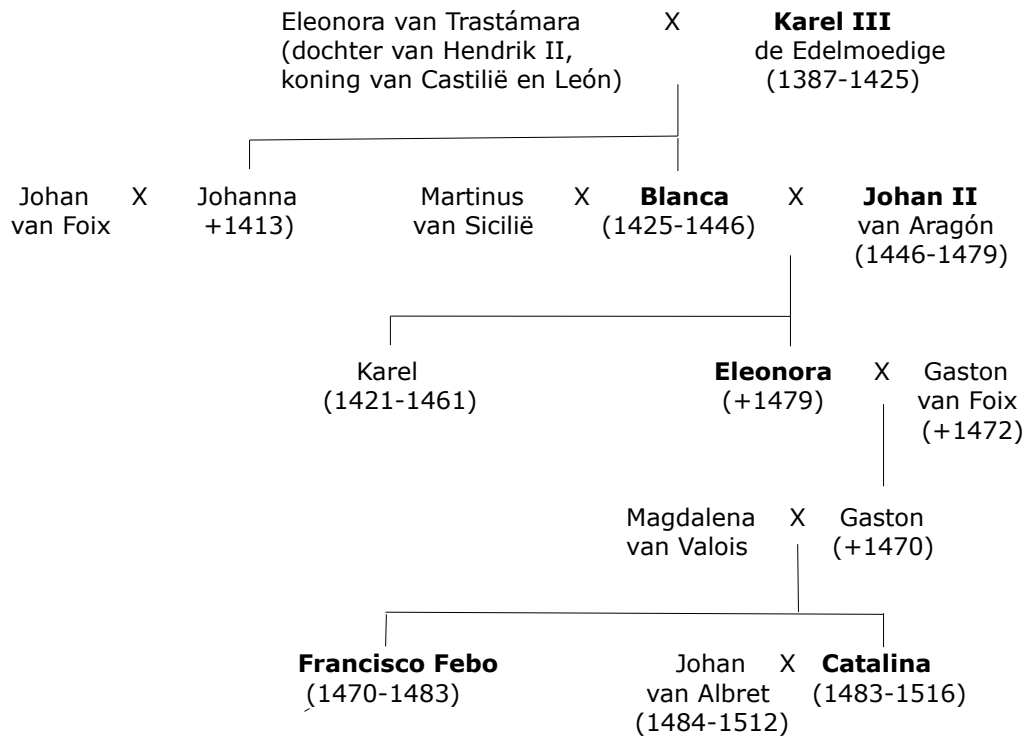 Eleonora van Trastámara X Karel III
(dochter van Hendrik II, de Edelmoedige
koning van Castilië en León) (1387-1425)
Johan X Johanna Martinus X Blanca X Johan II
van Foix +1413) van Sicilië (1425-1446) van Aragón
(1446-1479)
Karel Eleonora X Gaston
(1421-1461) (+1479) van Foix
(+1472)
Magdalena X Gaston
van Valois (+1470)
Francisco Febo Johan X Catalina
(1470-1483) van Albret (1483-1516)
(1484-1512)